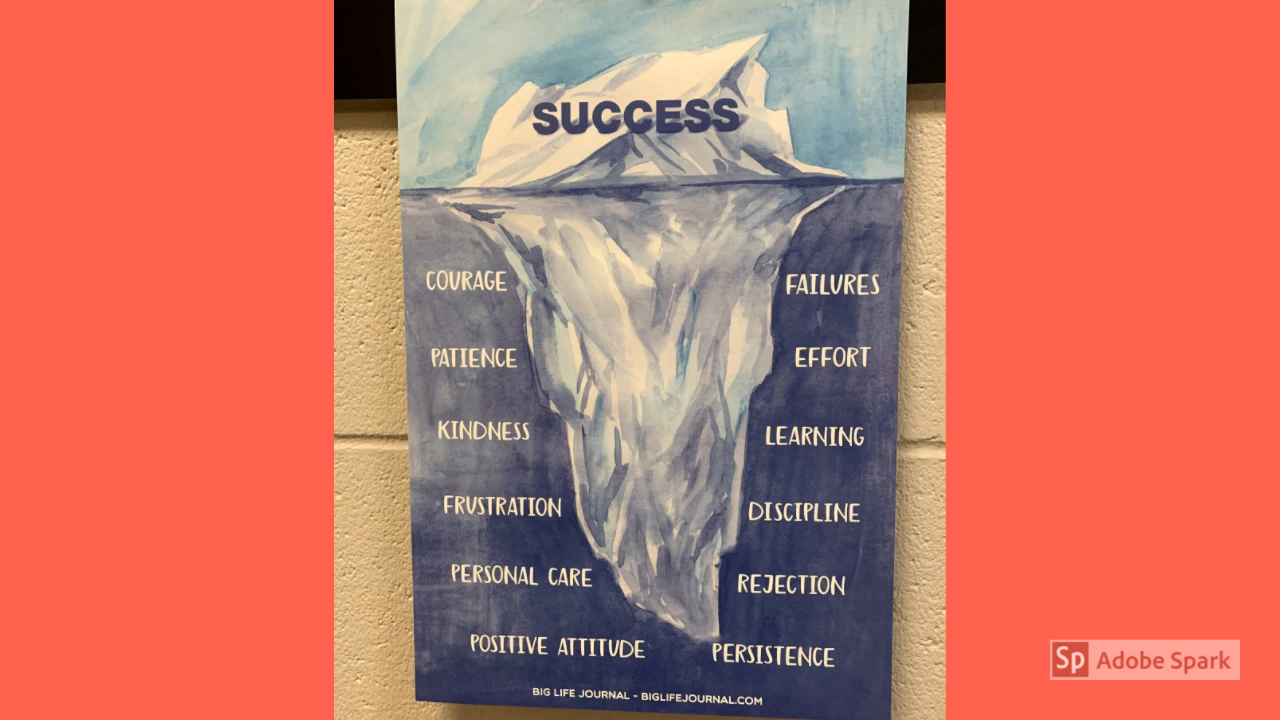 SUCCESS
COURAGE
FAILURES
PATIENCE
EFFORT
KINDNESS
LEARNING
FRUSTRATION
DISCIPLINE
PERSONAL CARE
REJECTION
POSITIVE ATTITUDE
PERSISTENCE
BIG LIFE JOURNAL - BIGLIFEJOURNAL.COM
Sp Adobe Spark